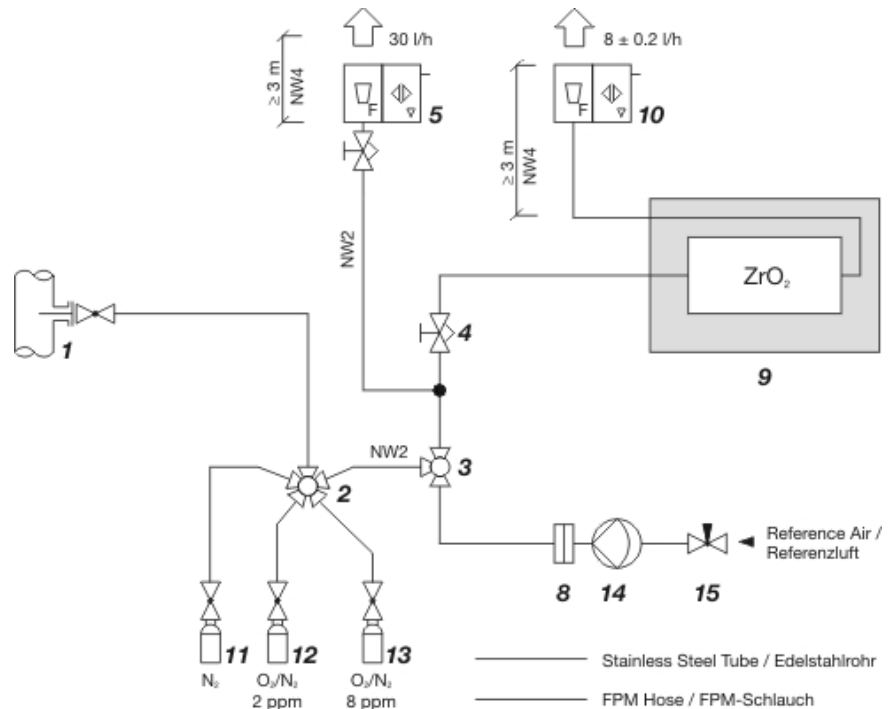 30 l/h
8 ± 0.2 l/h
≥ 3 m
NW4
F
5
F
10
≥ 3 m
NW4
NW2
ZrO₂
1
4
9
NW2
2
3
Reference Air /
Referenzluft
8
14
15
11
12
13
N₂
O₂/N₂
2 ppm
O₂/N₂
8 ppm
Stainless Steel Tube / Edelstahlrohr
FPM Hose / FPM-Schlauch